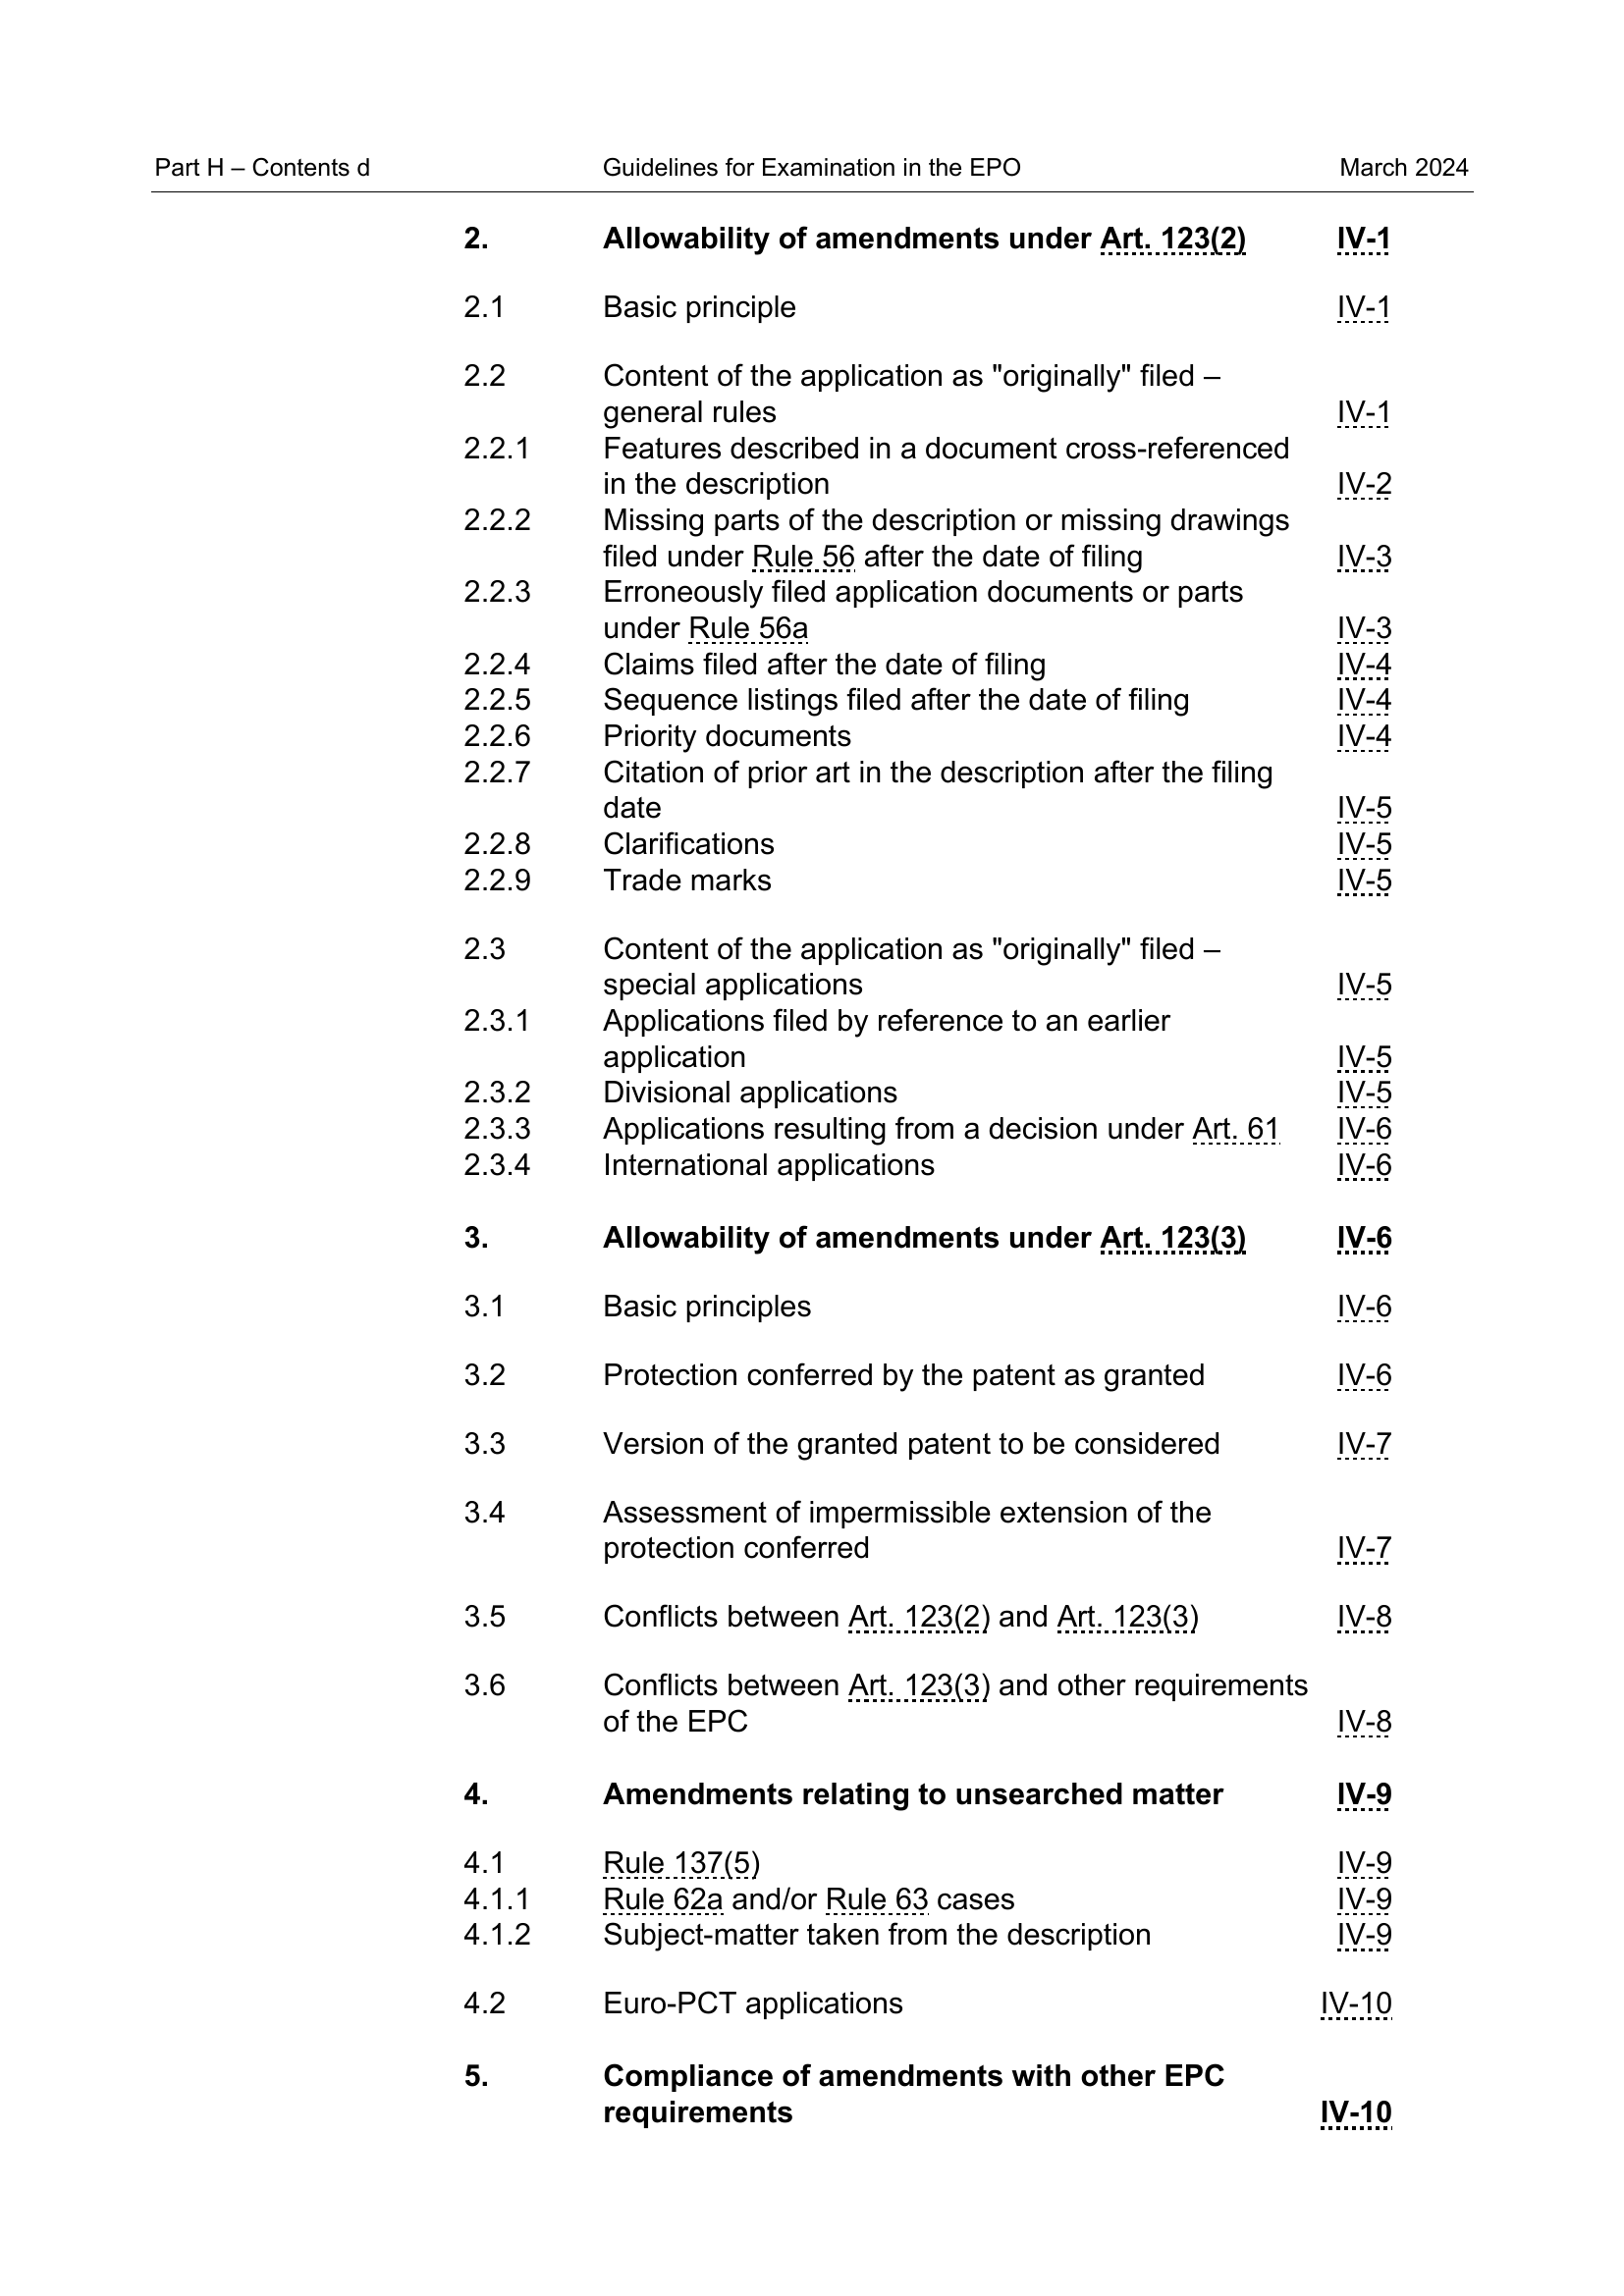 Part H – Contents d Guidelines for Examination in the EPO March 2024
2. Allowability of amendments under Art. 123(2) IV-1
2.1 Basic principle IV-1
2.2 Content of the application as "originally" filed –
general rules IV-1
2.2.1 Features described in a document cross-referenced
in the description IV-2
2.2.2 Missing parts of the description or missing drawings
filed under Rule 56 after the date of filing IV-3
2.2.3 Erroneously filed application documents or parts
under Rule 56a IV-3
2.2.4 Claims filed after the date of filing IV-4
2.2.5 Sequence listings filed after the date of filing IV-4
2.2.6 Priority documents IV-4
2.2.7 Citation of prior art in the description after the filing
date IV-5
2.2.8 Clarifications IV-5
2.2.9 Trade marks IV-5
2.3 Content of the application as "originally" filed –
special applications IV-5
2.3.1 Applications filed by reference to an earlier
application IV-5
2.3.2 Divisional applications IV-5
2.3.3 Applications resulting from a decision under Art. 61 IV-6
2.3.4 International applications IV-6
3. Allowability of amendments under Art. 123(3) IV-6
3.1 Basic principles IV-6
3.2 Protection conferred by the patent as granted IV-6
3.3 Version of the granted patent to be considered IV-7
3.4 Assessment of impermissible extension of the
protection conferred IV-7
3.5 Conflicts between Art. 123(2) and Art. 123(3) IV-8
3.6 Conflicts between Art. 123(3) and other requirements
of the EPC IV-8
4. Amendments relating to unsearched matter IV-9
4.1 Rule 137(5) IV-9
4.1.1 Rule 62a and/or Rule 63 cases IV-9
4.1.2 Subject-matter taken from the description IV-9
4.2 Euro-PCT applications IV-10
5. Compliance of amendments with other EPC
requirements IV-10